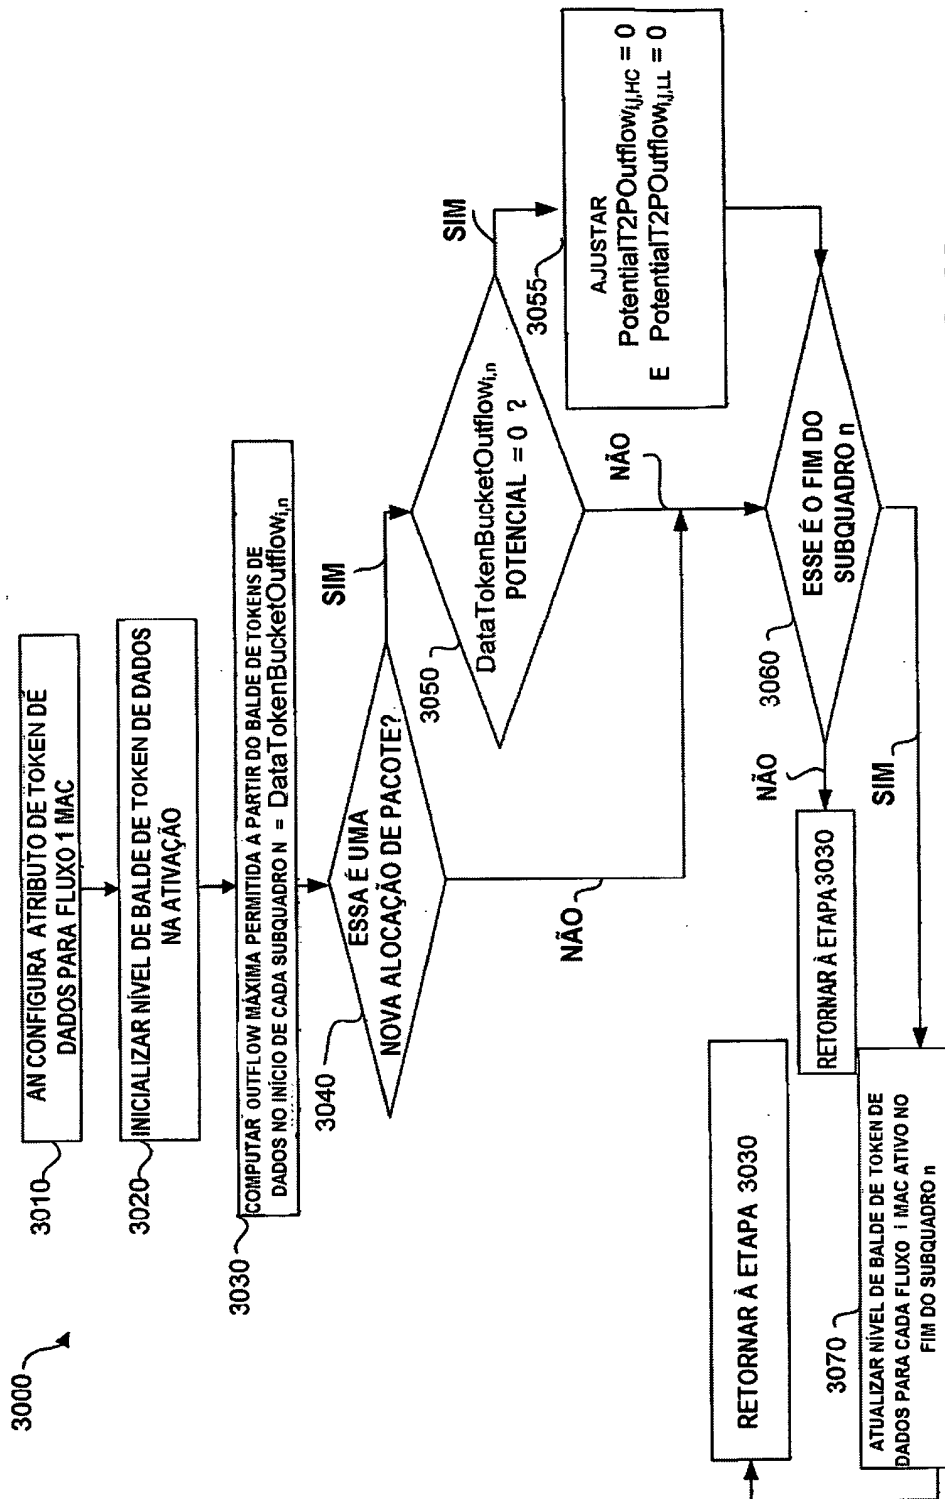 3000
3010
AN CONFIGURA ATRIBUTO DE TOKEN DE
DADOS PARA FLUXO 1 MAC
3020
INICIALIZAR NÍVEL DE BALDE DE TOKEN DE DADOS
NA ATIVAÇÃO
3030
COMPUTAR OUTFLOW MÁXIMA PERMITIDA A PARTIR DO BALDE DE TOKENS DE
DADOS NO INÍCIO DE CADA SUBQUADRO N = DataTokenBucketOutflowi,n
3040
ESSA É UMA
NOVA ALOCAÇÃO DE PACOTE?
SIM
NÃO
3050
DataTokenBucketOutflowi,n
POTENCIAL = 0 ?
SIM
NÃO
3055
AJUSTAR
PotentialT2POutflowi,j,HC = 0
E PotentialT2POutflowi,j,LL = 0
3060
ESSE É O FIM DO
SUBQUADRO n
NÃO
SIM
RETORNAR À ETAPA 3030
3070
ATUALIZAR NÍVEL DE BALDE DE TOKEN DE
DADOS PARA CADA FLUXO i MAC ATIVO NO
FIM DO SUBQUADRO n
RETORNAR À ETAPA 3030